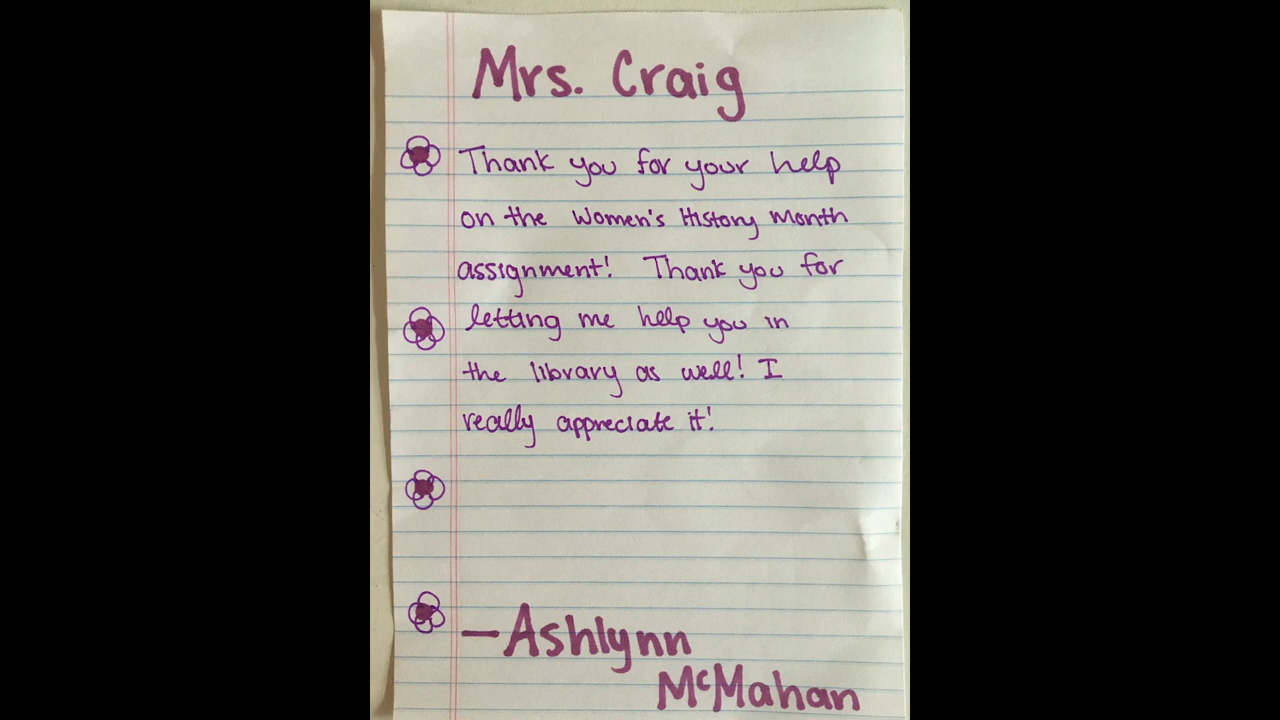 Mrs. Craig
Thank you for your help
on the Women's History Month
assignment! Thank you for
letting me help you in
the library as well! I
really appreciate it!
—Ashlynn
McMahan